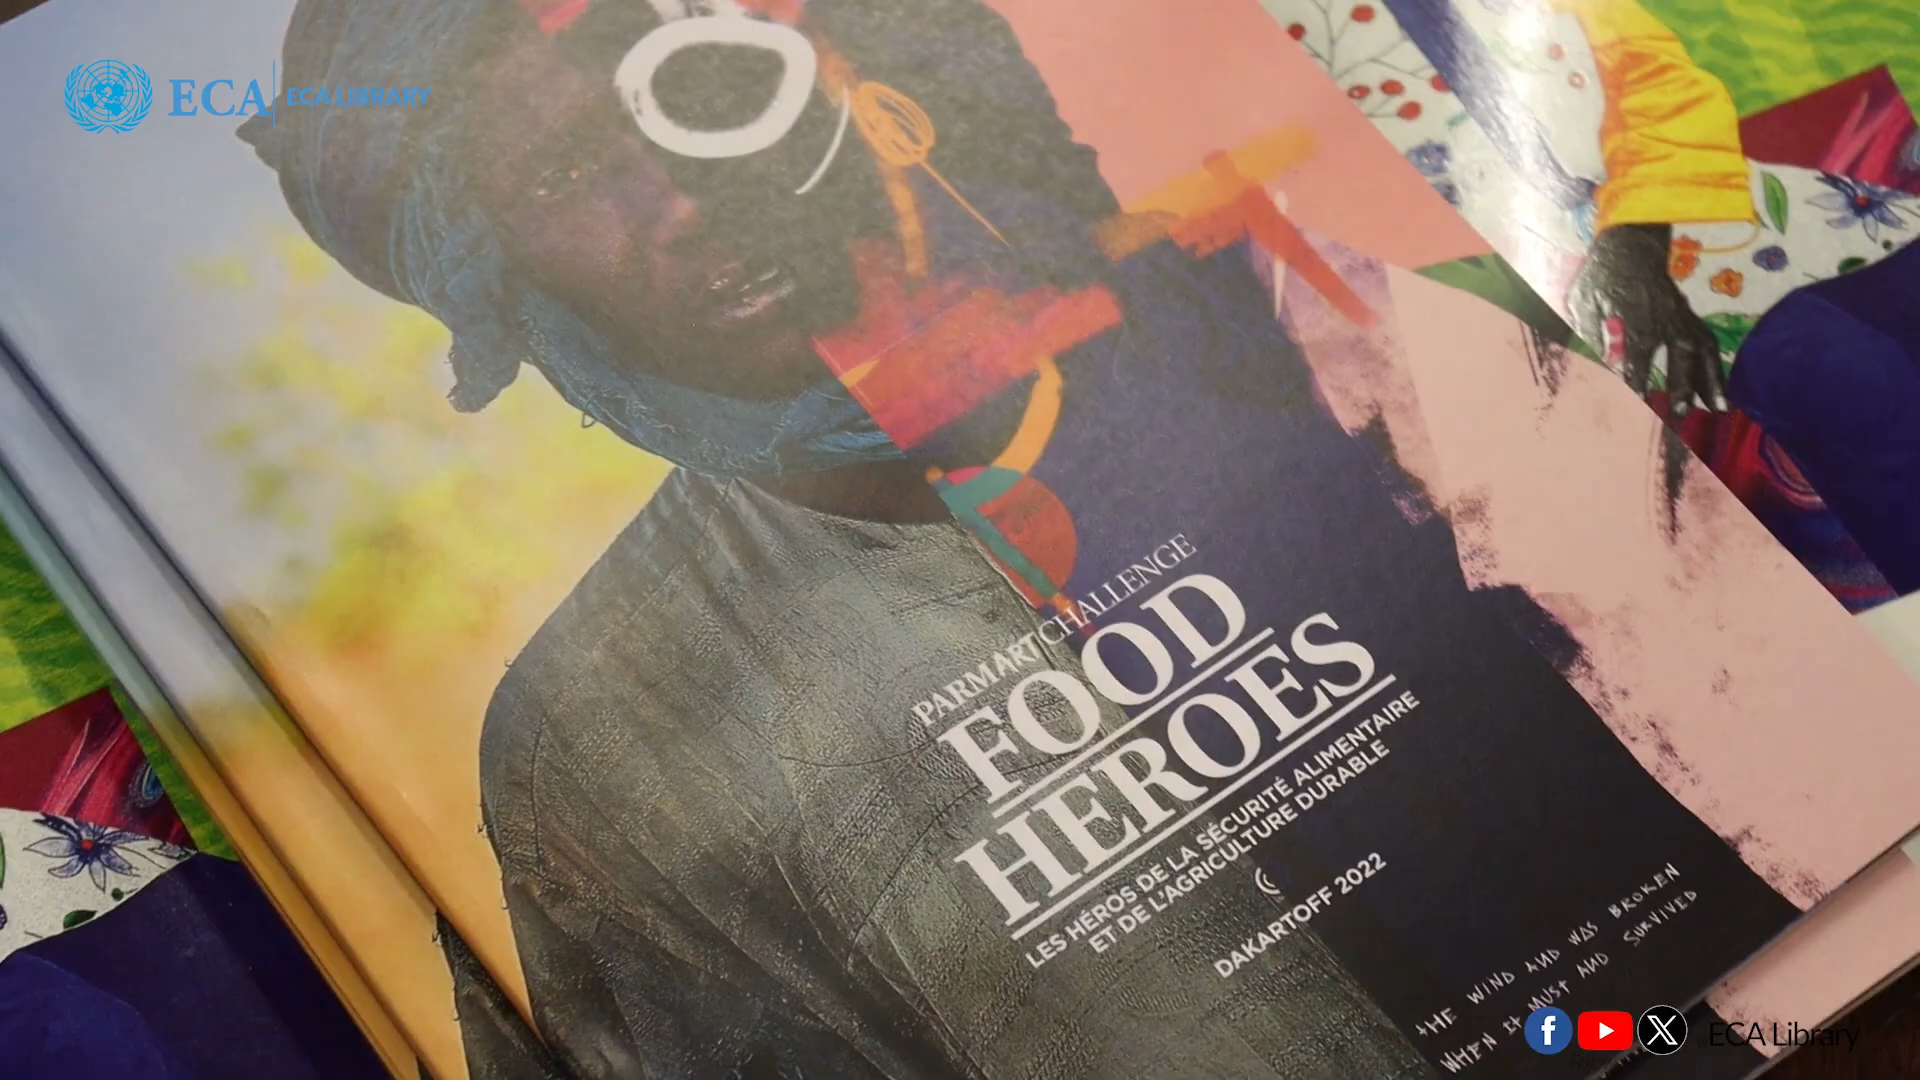 ECA
ECA LIBRARY
PARMART CHALLENGE
FOOD
HEROES
LES HÉROS DE LA SÉCURITÉ ALIMENTAIRE
ET DE L'AGRICULTURE DURABLE
DAKARTOFF 2022
THE WIND AND WAS BROKEN
WHEN IT MUST AND SURVIVED
ECA Library